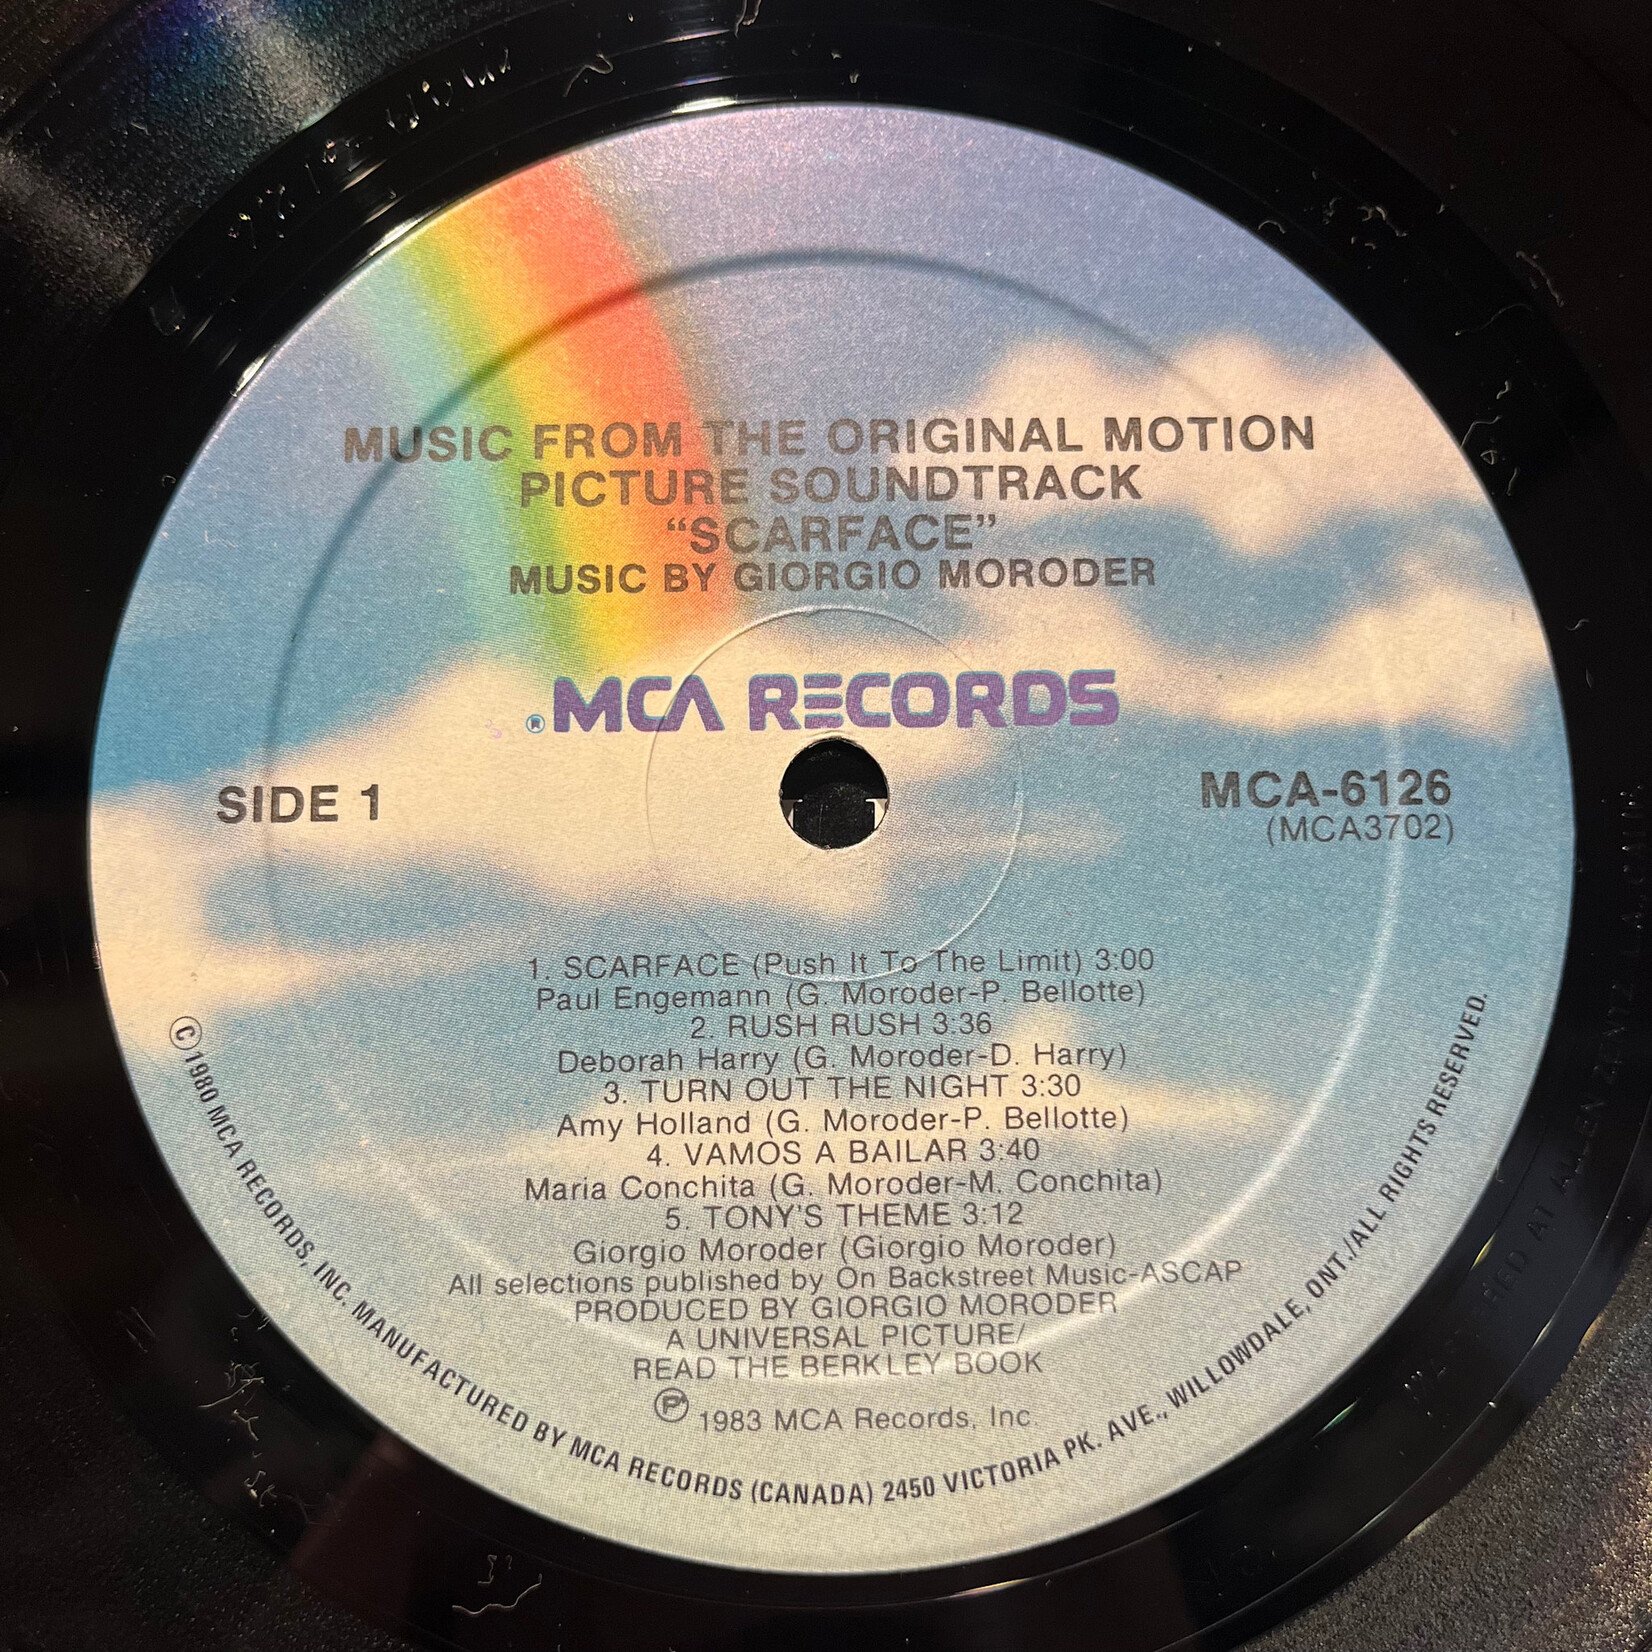 MUSIC FROM THE ORIGINAL MOTION
PICTURE SOUNDTRACK
“SCARFACE”
MUSIC BY GIORGIO MORODER
® MCA RECORDS
SIDE 1
MCA-6126
(MCA3702)
1. SCARFACE (Push It To The Limit) 3:00
Paul Engemann (G. Moroder-P. Bellotte)
2. RUSH RUSH 3:36
Deborah Harry (G. Moroder-D. Harry)
3. TURN OUT THE NIGHT 3:30
Amy Holland (G. Moroder-P. Bellotte)
4. VAMOS A BAILAR 3:40
Maria Conchita (G. Moroder-M. Conchita)
5. TONY'S THEME 3:12
Giorgio Moroder (Giorgio Moroder)
All selections published by On Backstreet Music-ASCAP
PRODUCED BY GIORGIO MORODER
A UNIVERSAL PICTURE/
READ THE BERKLEY BOOK
Ⓟ 1983 MCA Records, Inc.
Ⓒ1980 MCA RECORDS, INC. MANUFACTURED BY MCA RECORDS (CANADA) 2450 VICTORIA PK. AVE., WILLOWDALE, ONT./ALL RIGHTS RESERVED.